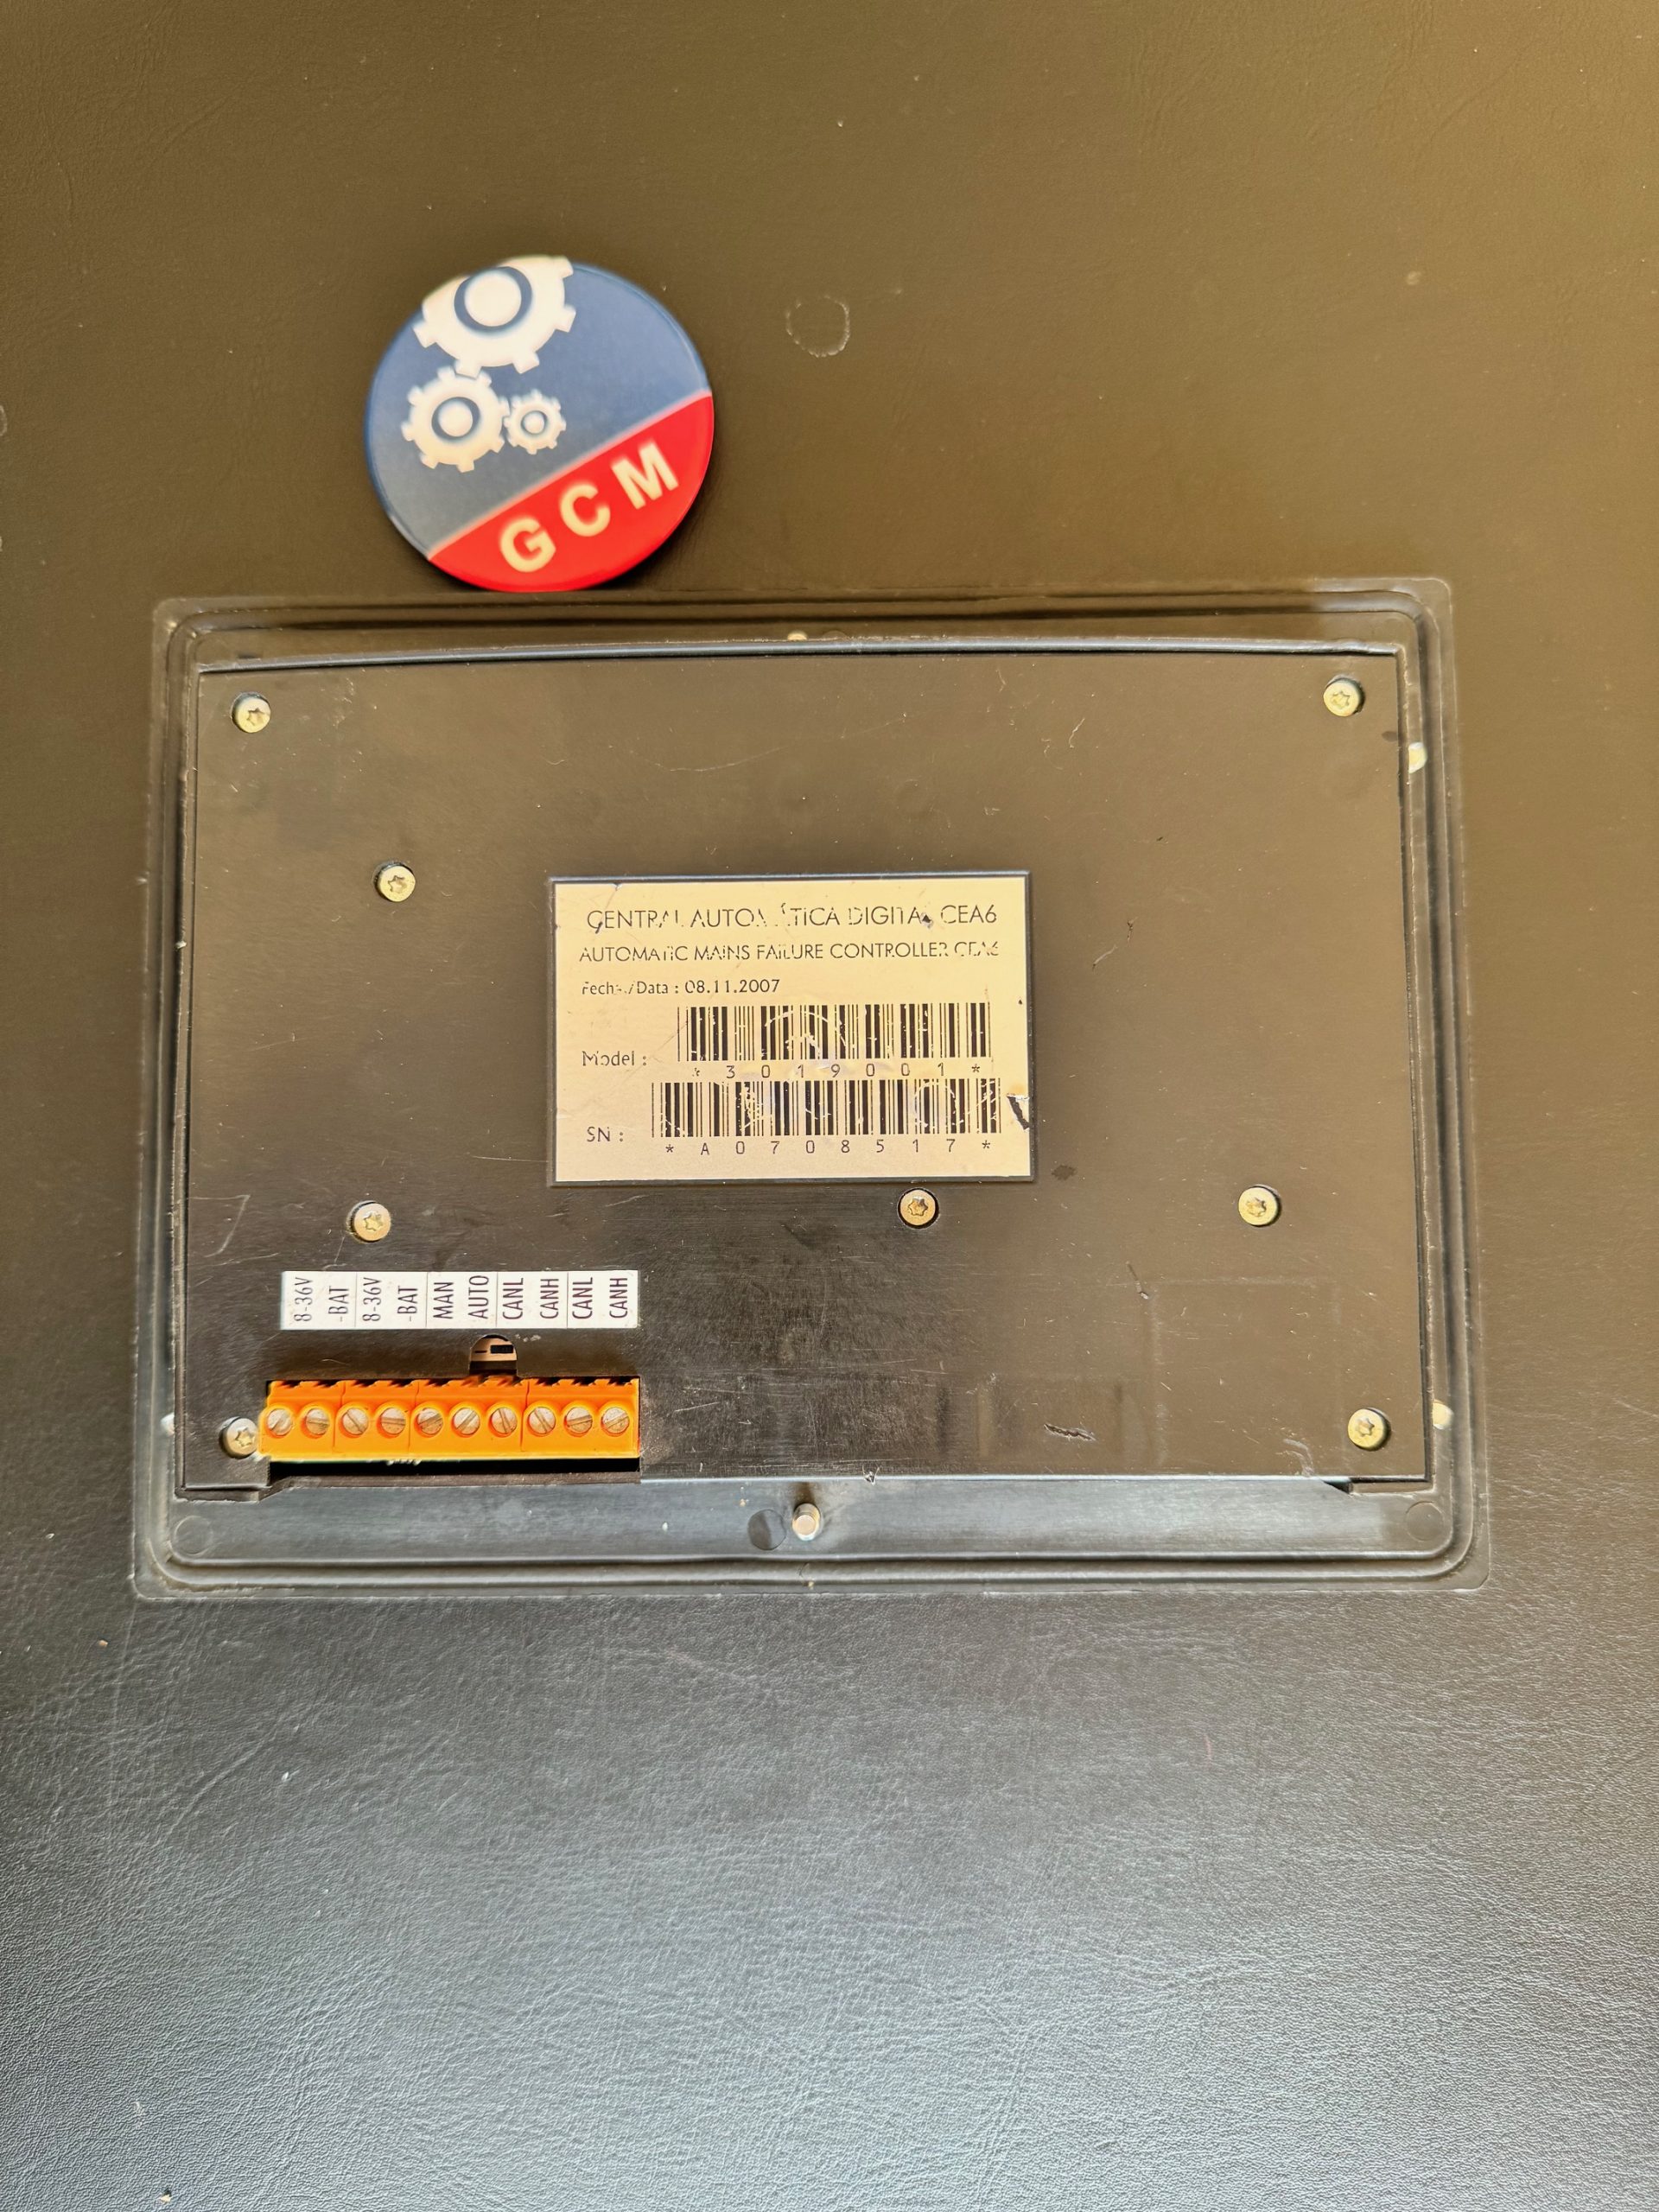 GCM
CENTRAL AUTOMÁTICA DIGITAL CEA6
AUTOMATIC MAINS FAILURE CONTROLLER CEA6
Fecha/Data : 08.11.2007
Model :
*3019001*
SN :
*A0708517*
8-36V
-BAT
8-36V
-BAT
MAN
AUTO
CANL
CANH
CANL
CANH